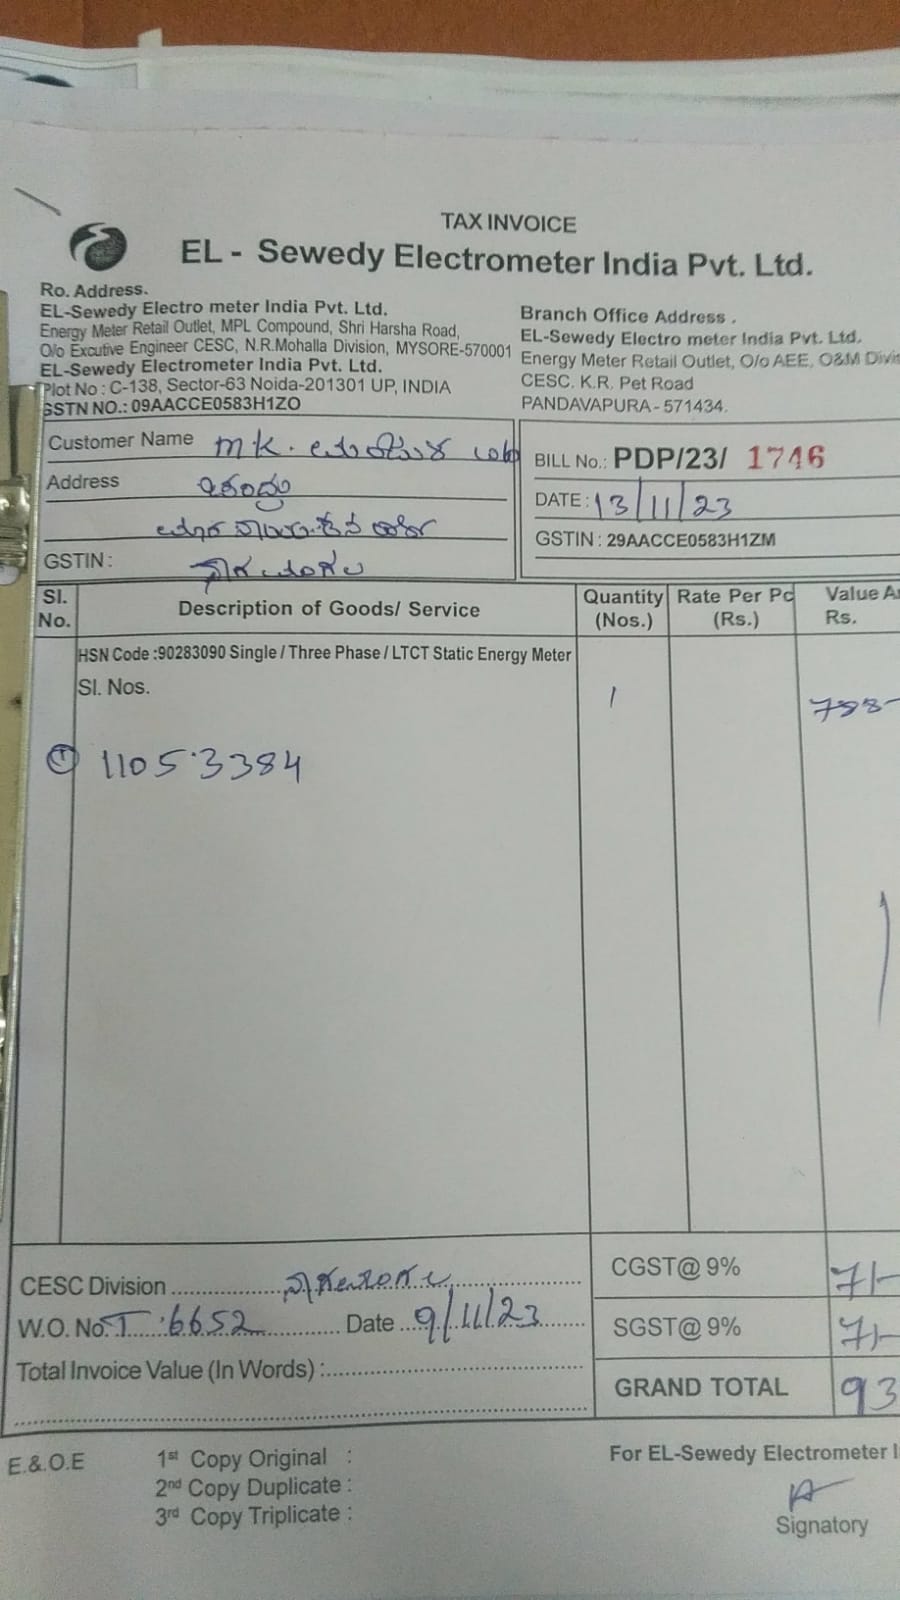 TAX INVOICE
EL - Sewedy Electrometer India Pvt. Ltd.
Ro. Address.
EL-Sewedy Electro meter India Pvt. Ltd.
Energy Meter Retail Outlet, MPL Compound, Shri Harsha Road,
O/o Excutive Engineer CESC, N.R.Mohalla Division, MYSORE-570001
EL-Sewedy Electrometer India Pvt. Ltd.
Plot No : C-138, Sector-63 Noida-201301 UP, INDIA
GSTN NO.: 09AACCE0583H1ZO
Branch Office Address .
EL-Sewedy Electro meter India Pvt. Ltd.
Energy Meter Retail Outlet, O/o AEE, O&M Divis
CESC. K.R. Pet Road
PANDAVAPURA - 571434.
Customer Name MK.
Address
GSTIN :
BILL No.: PDP/23/ 1746
DATE : 13/11/23
GSTIN : 29AACCE0583H1ZM
Sl. No. Description of Goods/ Service Quantity (Nos.) Rate Per Pc (Rs.) Value Rs.
HSN Code :90283090 Single / Three Phase / LTCT Static Energy Meter
Sl. Nos. 1 788-
① 11053384
CESC Division
W.O. No. T.6652 Date 9/11/23
Total Invoice Value (In Words) :
CGST@ 9% 71-
SGST@ 9% 71-
GRAND TOTAL 93
E.&.O.E
1st Copy Original :
2nd Copy Duplicate :
3rd Copy Triplicate :
For EL-Sewedy Electrometer I
Signatory